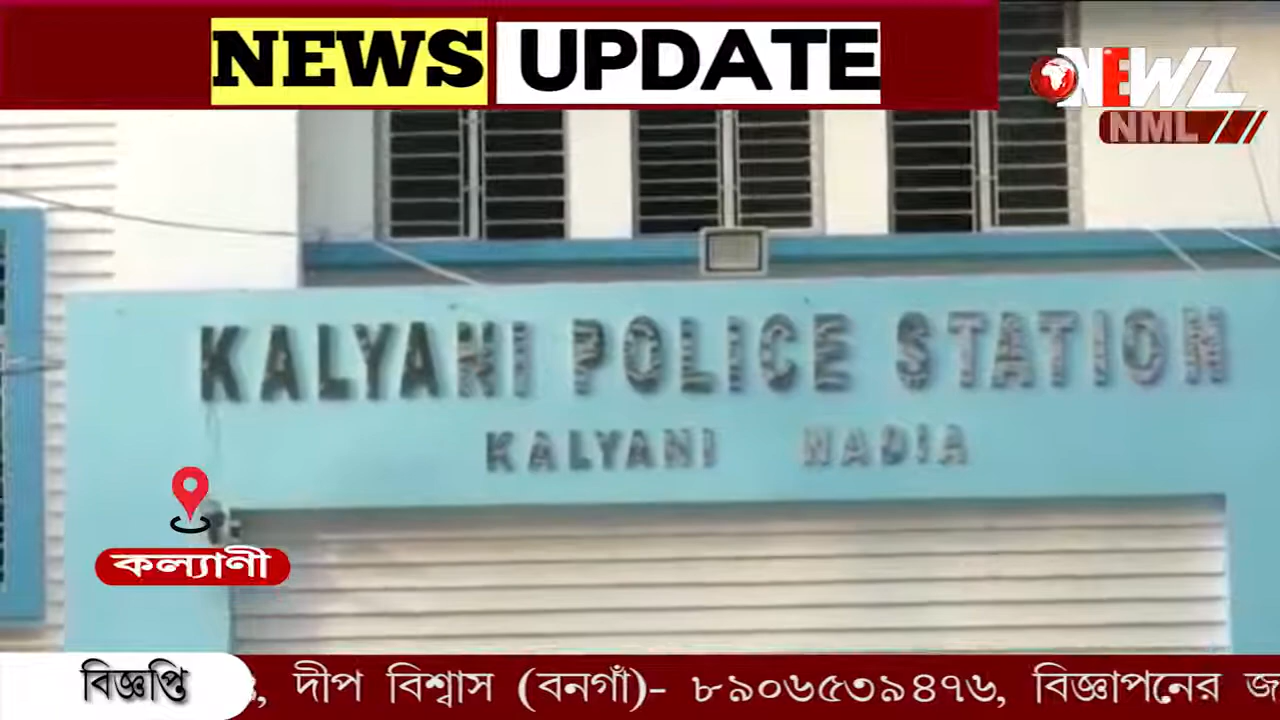 NEWS UPDATE
NEWZ
NML
KALYANI POLICE STATION
KALYANI NADIA
কল্যাণী
বিজ্ঞপ্তি
দীপ বিশ্বাস (বনগাঁ)- ৮৯০৬৫৩৯৪৭৬, বিজ্ঞাপনের